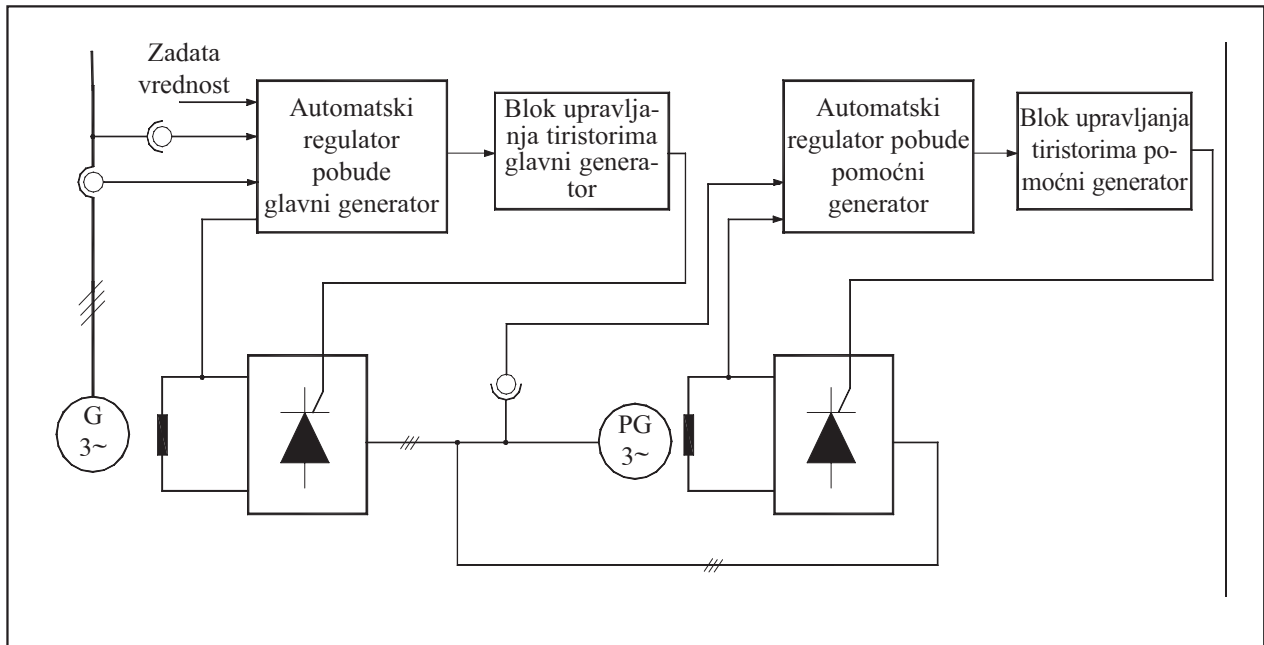 Zadata
vrednost
Automatski
regulator
pobude
glavni generator
Blok upravlja-
nja tiristorima
glavni genera-
tor
Automatski
regulator pobude
pomoćni
generator
Blok upravljanja
tiristorima po-
moćni generator
G
3~
PG
3~